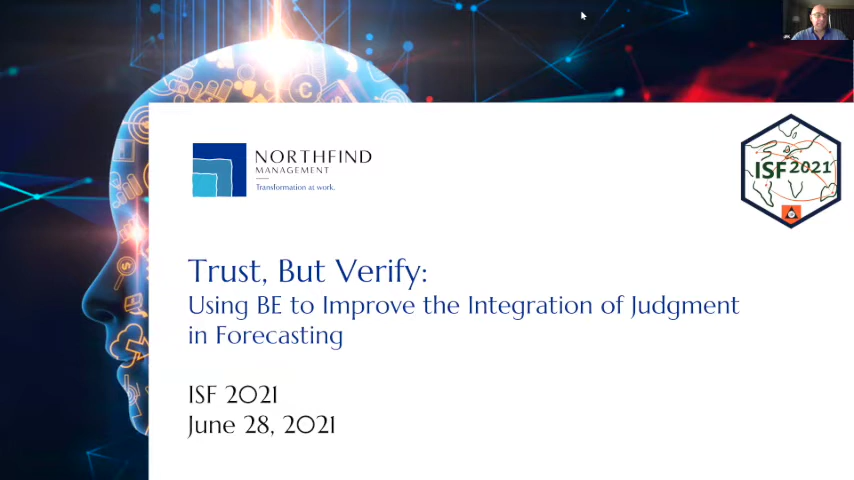 NORTHFIND
MANAGEMENT
Transformation at work.
ISF 2021
Trust, But Verify:
Using BE to Improve the Integration of Judgment
in Forecasting
ISF 2021
June 28, 2021